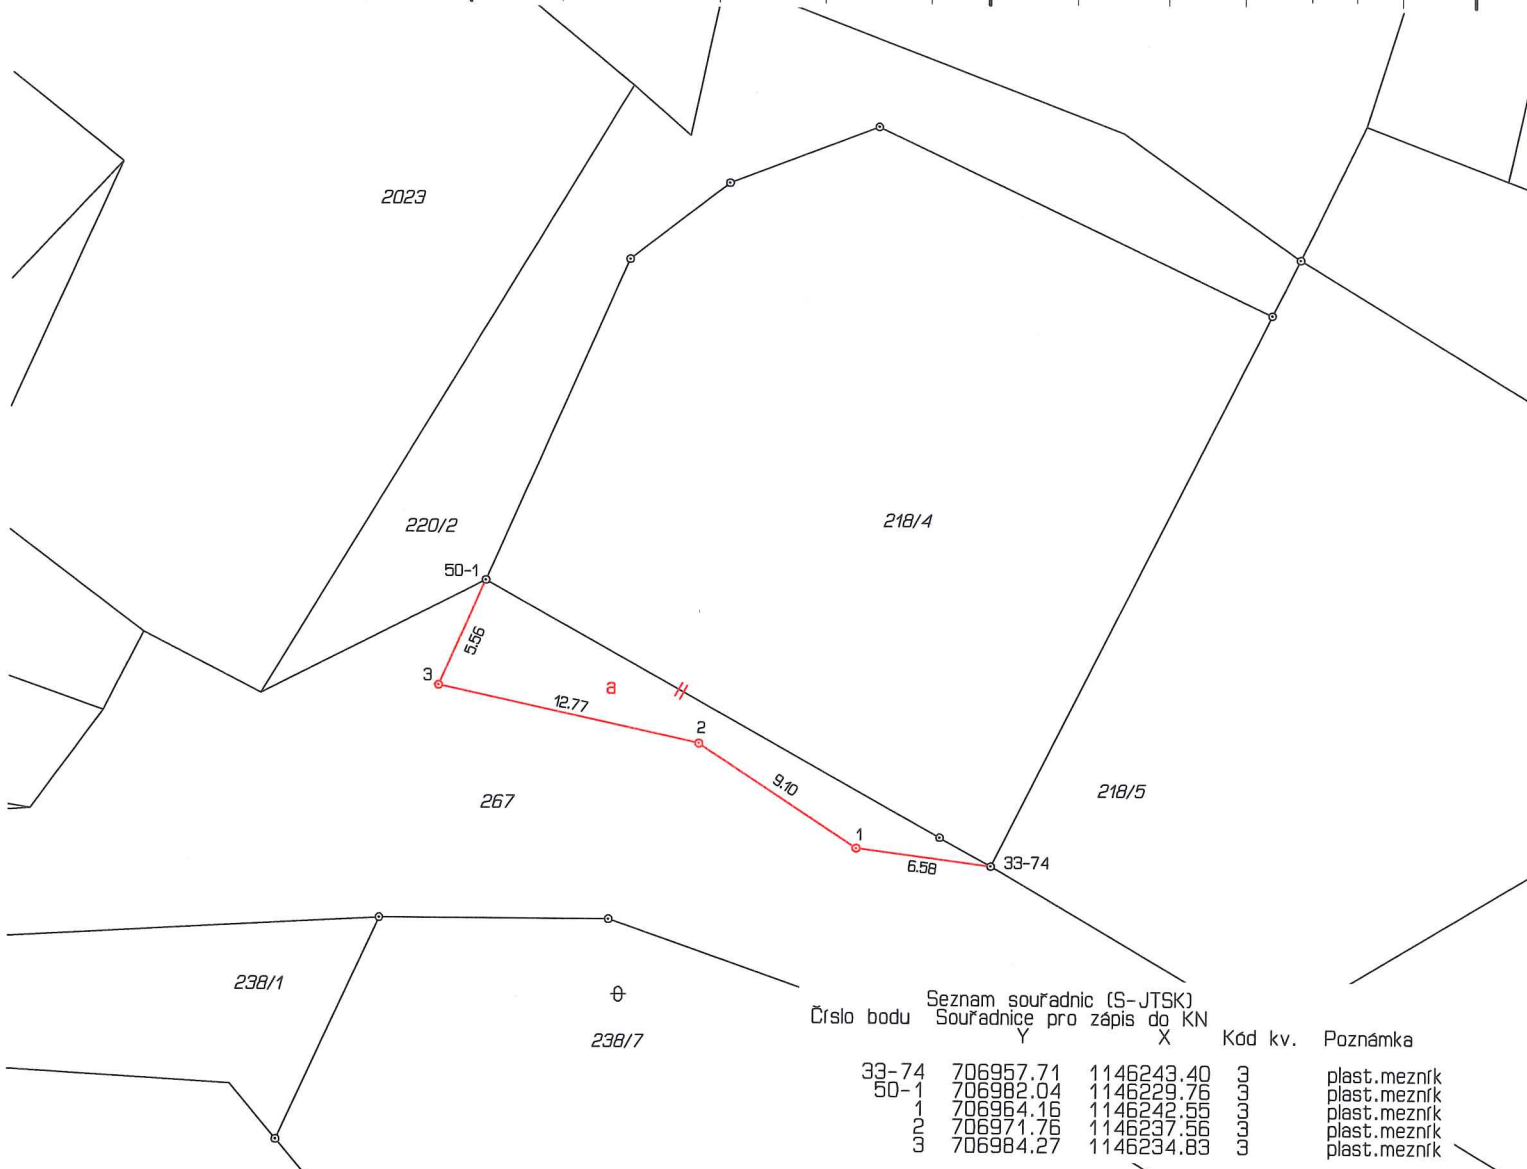 2023
220/2
218/4
50-1
5.56
3
a
12.77
2
9.10
267
218/5
1
6.58
33-74
238/1
238/7
Seznam souřadnic (S-JTSK)
Číslo bodu Souřadnice pro zápis do KN
Y X Kód kv. Poznámka
33-74 706957.71 1146243.40 3 plast.mezník
50-1 706982.04 1146229.76 3 plast.mezník
1 706964.16 1146242.55 3 plast.mezník
2 706971.76 1146237.56 3 plast.mezník
3 706984.27 1146234.83 3 plast.mezník